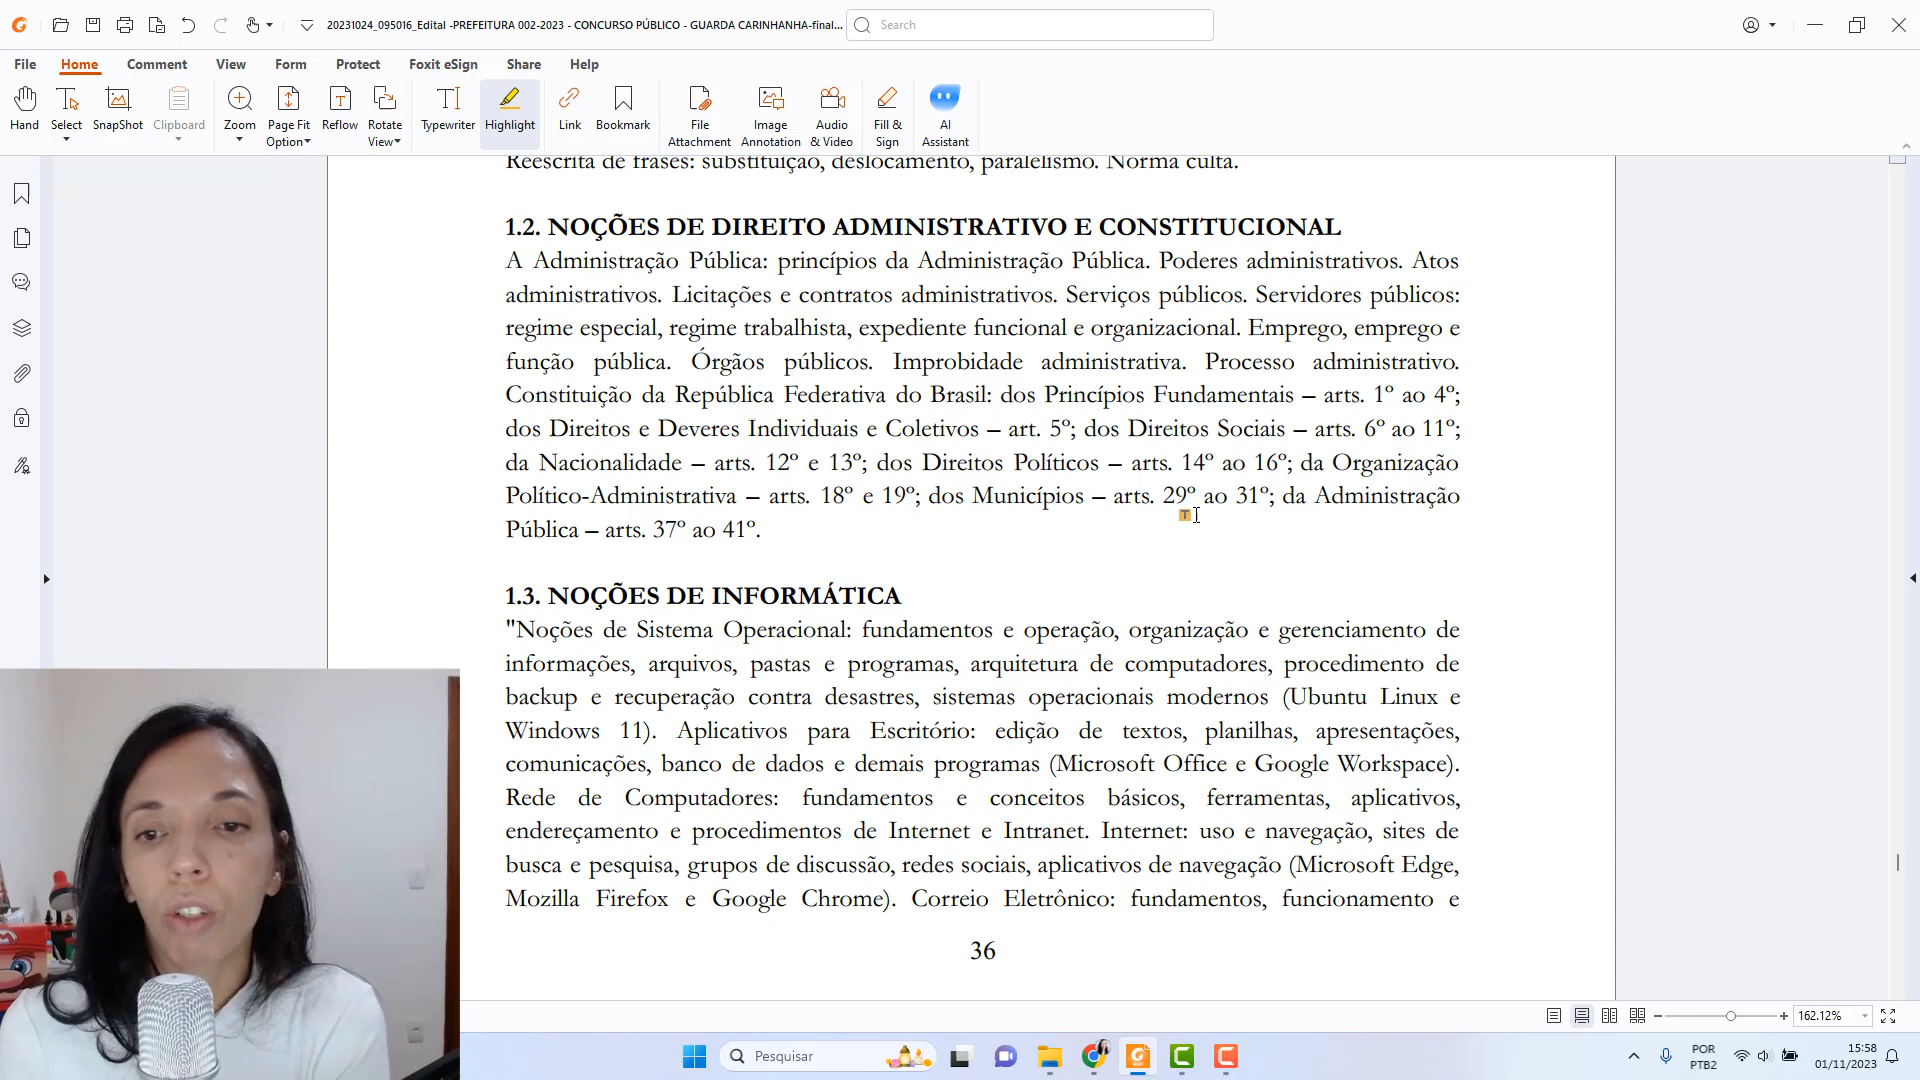 20231024_095016_Edital -PREFEITURA 002-2023 - CONCURSO PÚBLICO - GUARDA CARINHANHA-final...
Search
File Home Comment View Form Protect Foxit eSign Share Help
Hand
Select
SnapShot
Clipboard
Zoom
Page Fit Option
Reflow
Rotate View
Typewriter
Highlight
Link
Bookmark
File Attachment
Image Annotation
Audio & Video
Fill & Sign
AI Assistant
Reescrita de frases: substituição, deslocamento, paralelismo. Norma culta.
1.2. NOÇÕES DE DIREITO ADMINISTRATIVO E CONSTITUCIONAL
A Administração Pública: princípios da Administração Pública. Poderes administrativos. Atos
administrativos. Licitações e contratos administrativos. Serviços públicos. Servidores públicos:
regime especial, regime trabalhista, expediente funcional e organizacional. Emprego, emprego e
função pública. Órgãos públicos. Improbidade administrativa. Processo administrativo.
Constituição da República Federativa do Brasil: dos Princípios Fundamentais – arts. 1º ao 4º;
dos Direitos e Deveres Individuais e Coletivos – art. 5º; dos Direitos Sociais – arts. 6º ao 11º;
da Nacionalidade – arts. 12º e 13º; dos Direitos Políticos – arts. 14º ao 16º; da Organização
Político-Administrativa – arts. 18º e 19º; dos Municípios – arts. 29º ao 31º; da Administração
Pública – arts. 37º ao 41º.
1.3. NOÇÕES DE INFORMÁTICA
"Noções de Sistema Operacional: fundamentos e operação, organização e gerenciamento de
informações, arquivos, pastas e programas, arquitetura de computadores, procedimento de
backup e recuperação contra desastres, sistemas operacionais modernos (Ubuntu Linux e
Windows 11). Aplicativos para Escritório: edição de textos, planilhas, apresentações,
comunicações, banco de dados e demais programas (Microsoft Office e Google Workspace).
Rede de Computadores: fundamentos e conceitos básicos, ferramentas, aplicativos,
endereçamento e procedimentos de Internet e Intranet. Internet: uso e navegação, sites de
busca e pesquisa, grupos de discussão, redes sociais, aplicativos de navegação (Microsoft Edge,
Mozilla Firefox e Google Chrome). Correio Eletrônico: fundamentos, funcionamento e
36
162.12%
Pesquisar
POR
PTB2
15:58
01/11/2023